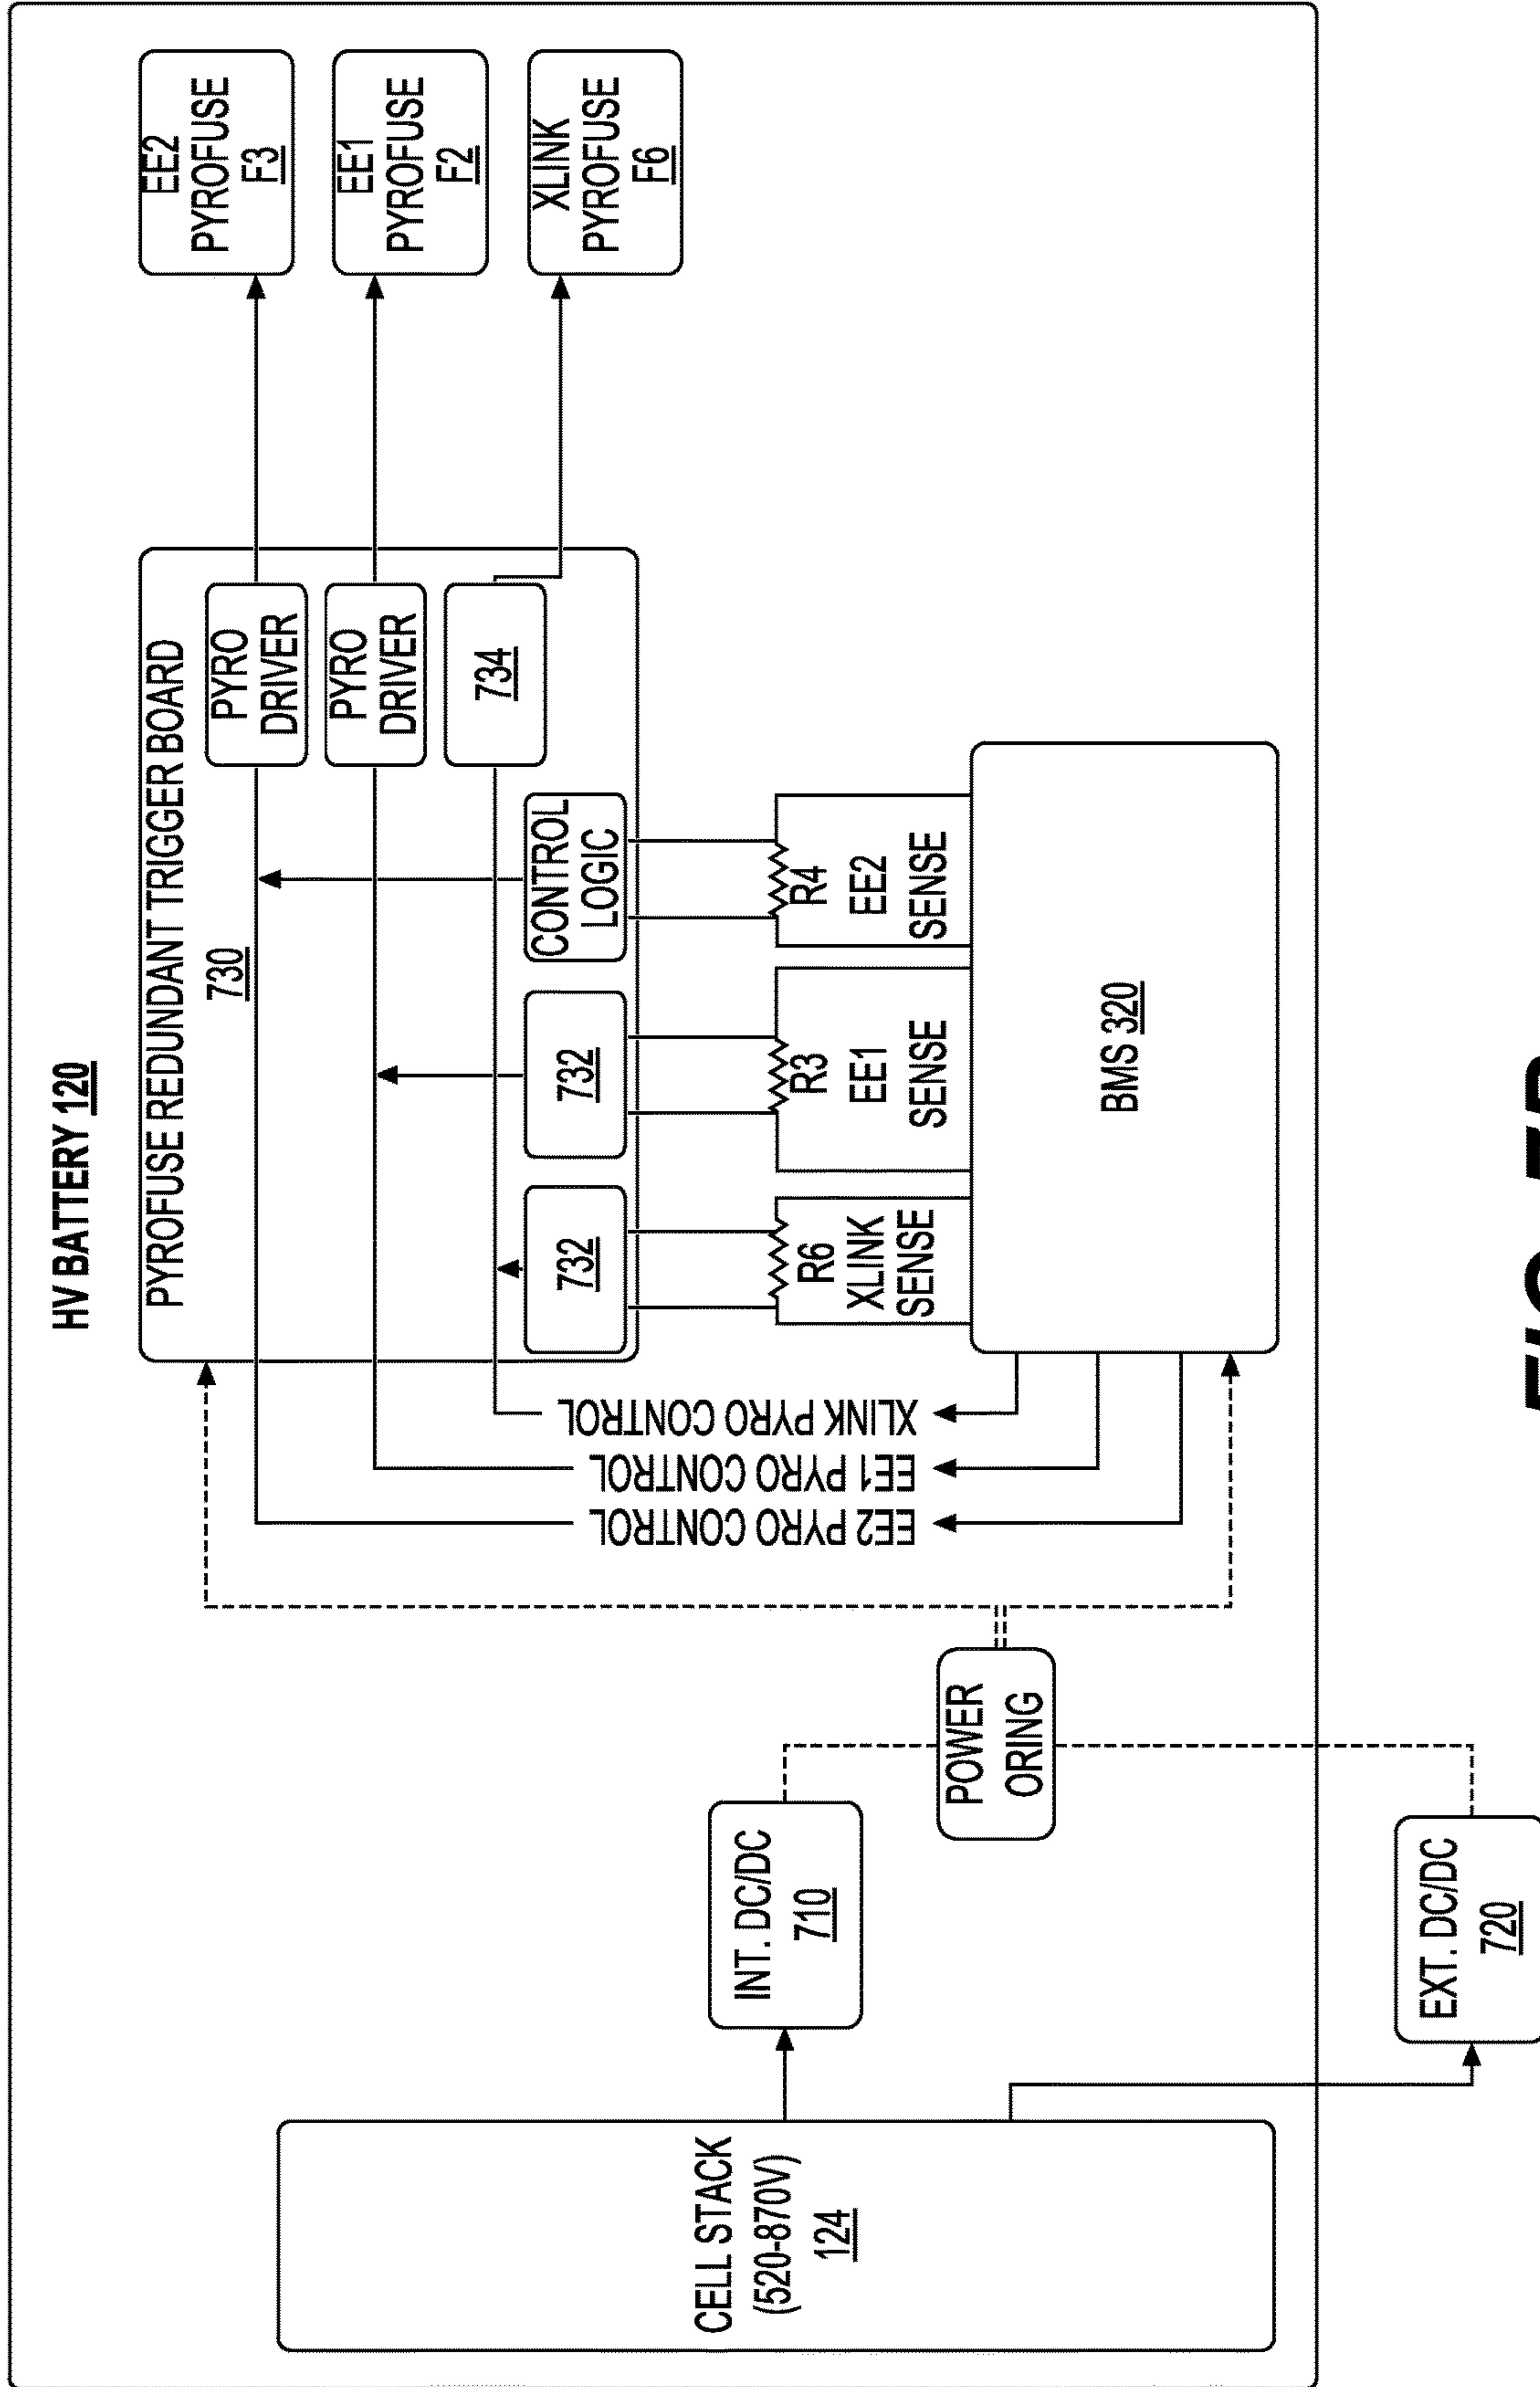 HV BATTERY 120
CELL STACK
(520-870V)
124
INT. DC/DC
710
EXT. DC/DC
720
POWER
ORING
EE2 PYRO CONTROL
EE1 PYRO CONTROL
XLINK PYRO CONTROL
PYROFUSE REDUNDANT TRIGGER BOARD
730
732
732
CONTROL
LOGIC
PYRO
DRIVER
PYRO
DRIVER
734
R6
XLINK
SENSE
R3
EE1
SENSE
R4
EE2
SENSE
BMS 320
EE2
PYROFUSE
F3
EE1
PYROFUSE
F2
XLINK
PYROFUSE
F6